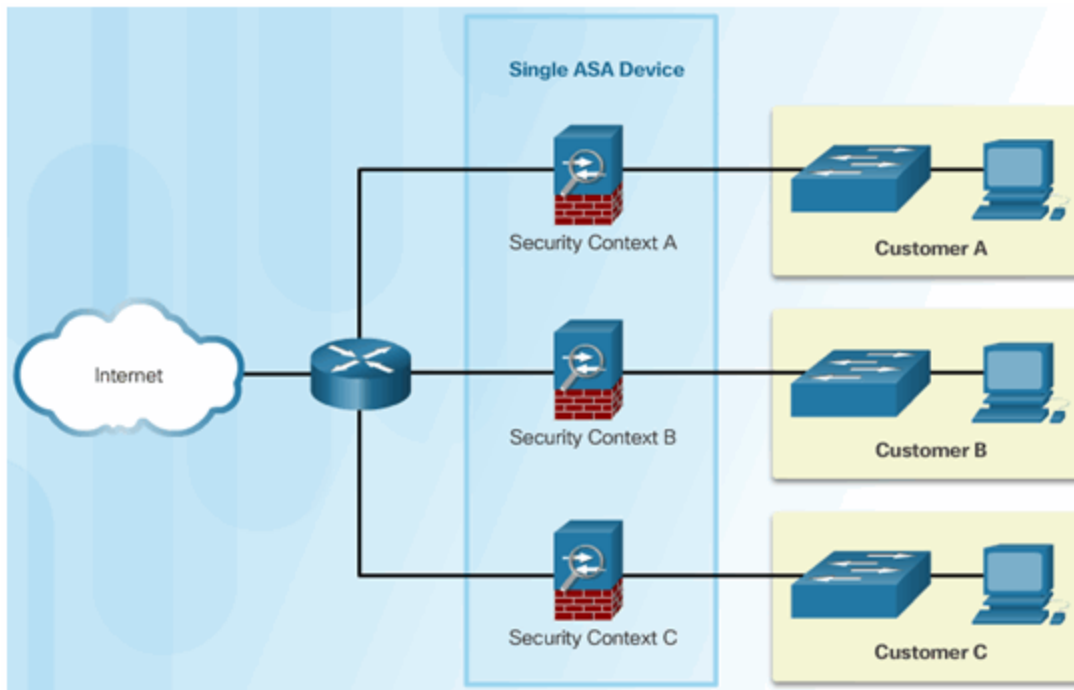 Single ASA Device
Security Context A
Customer A
Internet
Security Context B
Customer B
Security Context C
Customer C